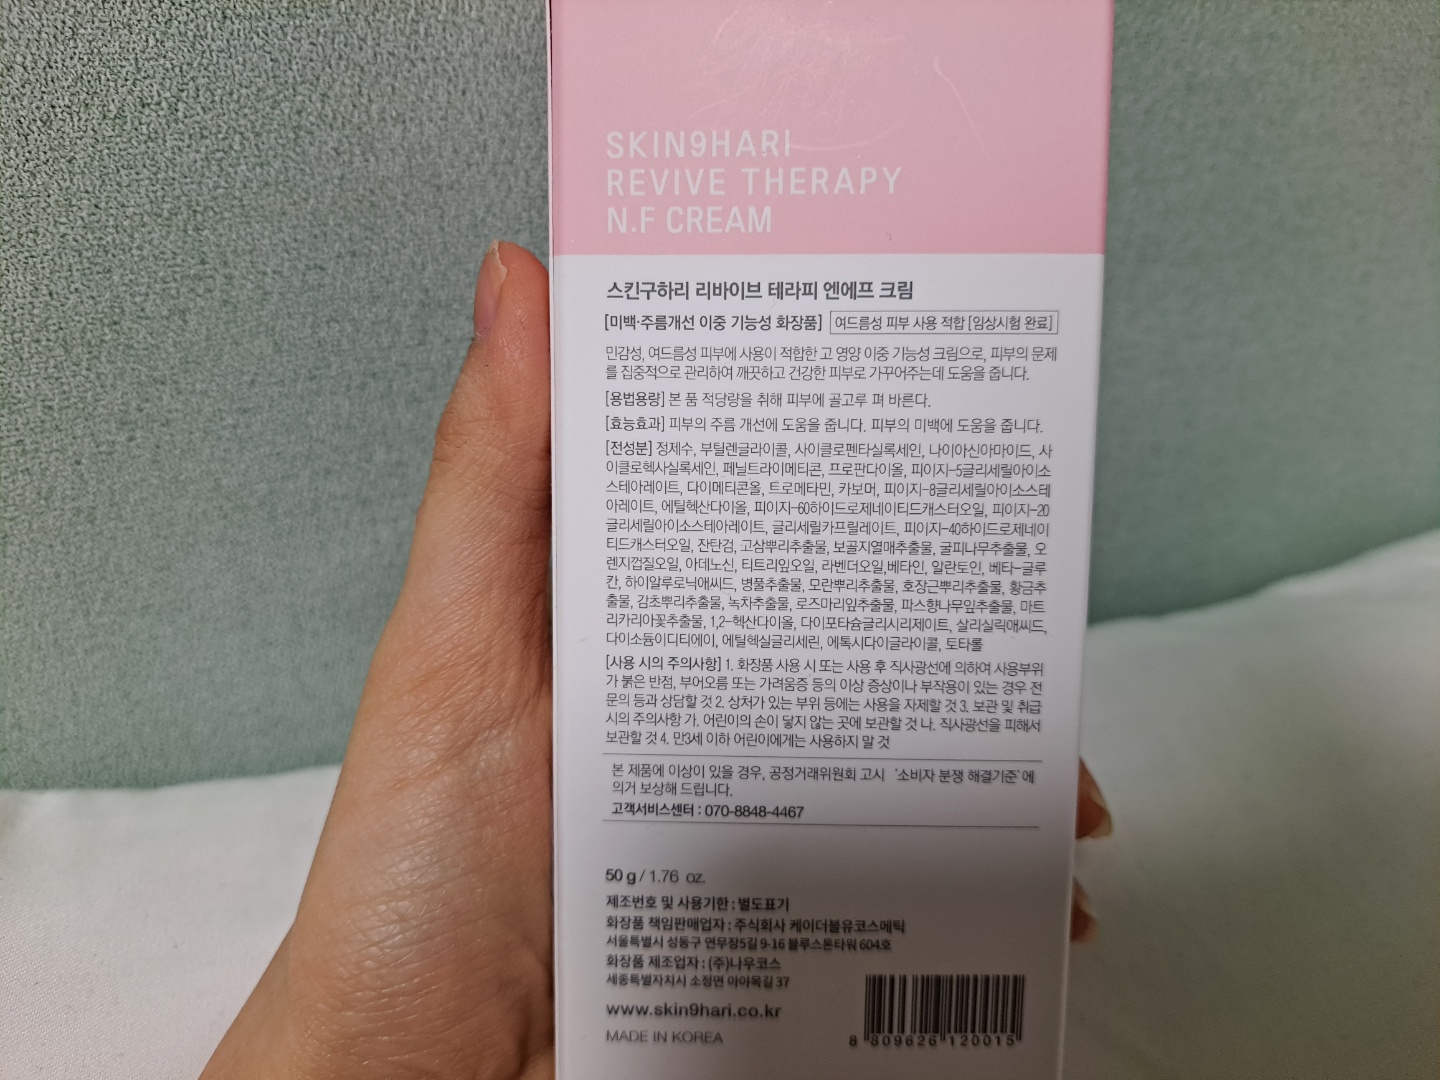 SKIN9HARI
REVIVE THERAPY
N.F CREAM
스킨구하리 리바이브 테라피 엔에프 크림
[미백·주름개선 이중 기능성 화장품] 여드름성 피부 사용 적합 [임상시험 완료]
민감성, 여드름성 피부에 사용이 적합한 고 영양 이중 기능성 크림으로, 피부의 문제
를 집중적으로 관리하여 깨끗하고 건강한 피부로 가꾸어주는데 도움을 줍니다.
[용법용량] 본 품 적당량을 취해 피부에 골고루 펴 바른다.
[효능효과] 피부의 주름 개선에 도움을 줍니다. 피부의 미백에 도움을 줍니다.
[전성분] 정제수, 부틸렌글라이콜, 사이클로펜타실록세인, 나이아신아마이드, 사
이클로헥사실록세인, 페닐트라이메티콘, 프로판다이올, 피이지-5글리세릴아이소
스테아레이트, 다이메티콘올, 트로메타민, 카보머, 피이지-8글리세릴아이소스테
아레이트, 에틸헥산다이올, 피이지-60하이드로제네이티드캐스터오일, 피이지-20
글리세릴아이소스테아레이트, 글리세릴카프릴레이트, 피이지-40하이드로제네이
티드캐스터오일, 잔탄검, 고삼뿌리추출물, 보골지열매추출물, 굴피나무추출물, 오
렌지껍질오일, 아데노신, 티트리잎오일, 라벤더오일,베타인, 알란토인, 베타-글루
칸, 하이알루로닉애씨드, 병풀추출물, 모란뿌리추출물, 호장근뿌리추출물, 황금추
출물, 감초뿌리추출물, 녹차추출물, 로즈마리잎추출물, 파스향나무잎추출물, 마트
리카리아꽃추출물, 1,2-헥산다이올, 다이포타슘글리시리제이트, 살리실릭애씨드,
다이소듐이디티에이, 에틸헥실글리세린, 에톡시다이글라이콜, 토타롤
[사용 시의 주의사항] 1. 화장품 사용 시 또는 사용 후 직사광선에 의하여 사용부위
가 붉은 반점, 부어오름 또는 가려움증 등의 이상 증상이나 부작용이 있는 경우 전
문의 등과 상담할 것 2. 상처가 있는 부위 등에는 사용을 자제할 것 3. 보관 및 취급
시의 주의사항 가. 어린이의 손이 닿지 않는 곳에 보관할 것 나. 직사광선을 피해서
보관할 것 4. 만3세 이하 어린이에게는 사용하지 말 것
본 제품에 이상이 있을 경우, 공정거래위원회 고시 '소비자 분쟁 해결기준'에
의거 보상해 드립니다.
고객서비스센터 : 070-8848-4467
50 g / 1.76 oz.
제조번호 및 사용기한 : 별도표기
화장품 책임판매업자 : 주식회사 케이더블유코스메틱
서울특별시 성동구 연무장5길 9-16 블루스톤타워 604호
화장품 제조업자 : (주)나우코스
세종특별자치시 소정면 아야목길 37
www.skin9hari.co.kr
MADE IN KOREA
8 809626 120015